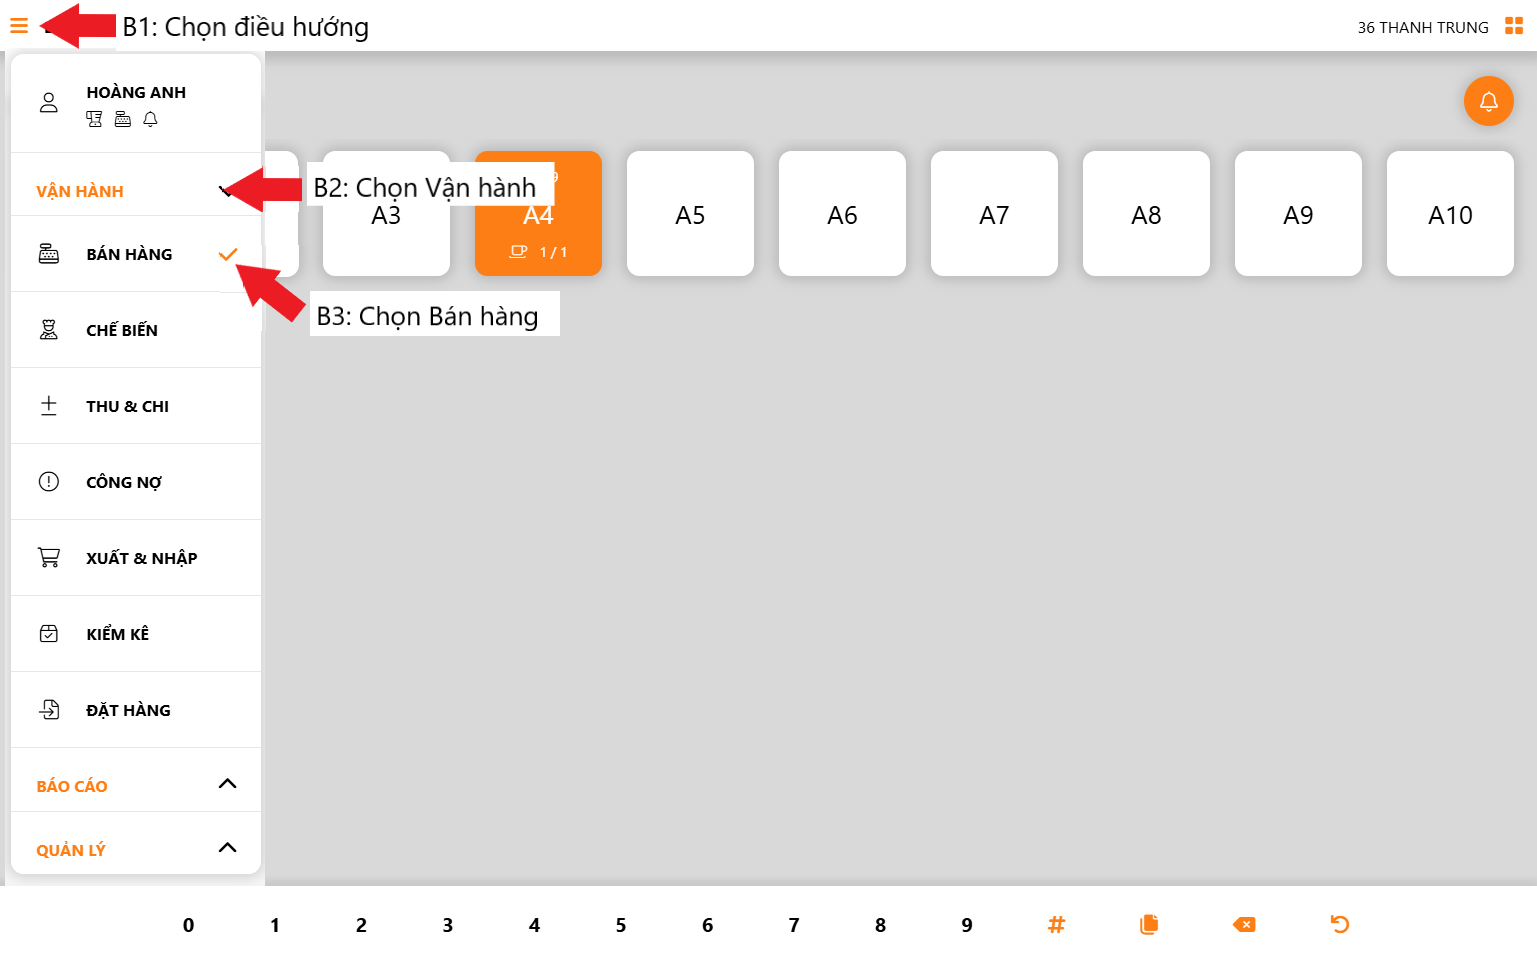 B1: Chọn điều hướng
36 THANH TRUNG
HOÀNG ANH
VẬN HÀNH
B2: Chọn Vận hành
A3
A4
1 / 1
A5
A6
A7
A8
A9
A10
BÁN HÀNG
B3: Chọn Bán hàng
CHẾ BIẾN
THU & CHI
CÔNG NỢ
XUẤT & NHẬP
KIỂM KÊ
ĐẶT HÀNG
BÁO CÁO
QUẢN LÝ
0 1 2 3 4 5 6 7 8 9 #